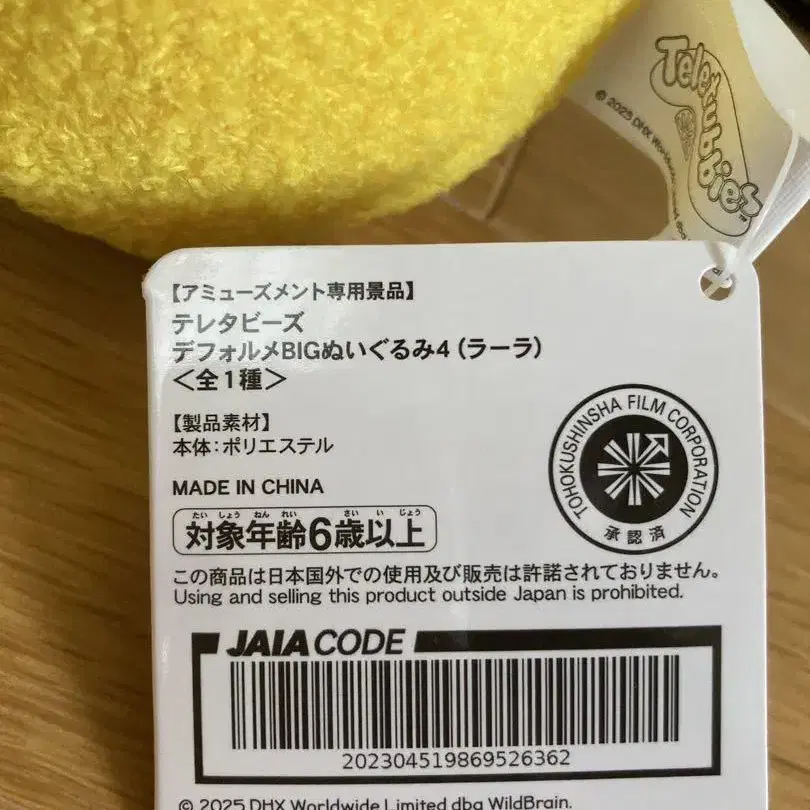 Teletubbies
© 2025 DHX Worldwide
【アミューズメント専用景品】
テレタビーズ
デフォルメBIGぬいぐるみ4（ラーラ）
＜全1種＞
【製品素材】
本体：ポリエステル
MADE IN CHINA
たいしょうねんれい さい いじょう
対象年齢6歳以上
TOHOKUSHINSHA FILM CORPORATION
承認済
この商品は日本国外での使用及び販売は許諾されておりません。
Using and selling this product outside Japan is prohibited.
JAIA CODE
202304519869526362
© 2025 DHX Worldwide Limited dba WildBrain.